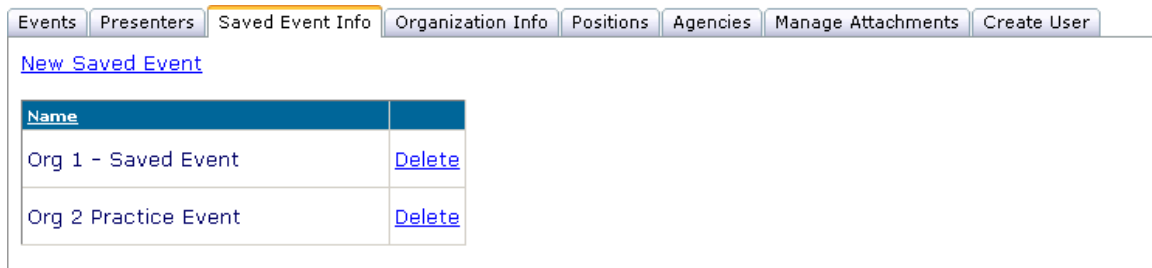 Events Presenters Saved Event Info Organization Info Positions Agencies Manage Attachments Create User
New Saved Event
Name
Org 1 - Saved Event Delete
Org 2 Practice Event Delete